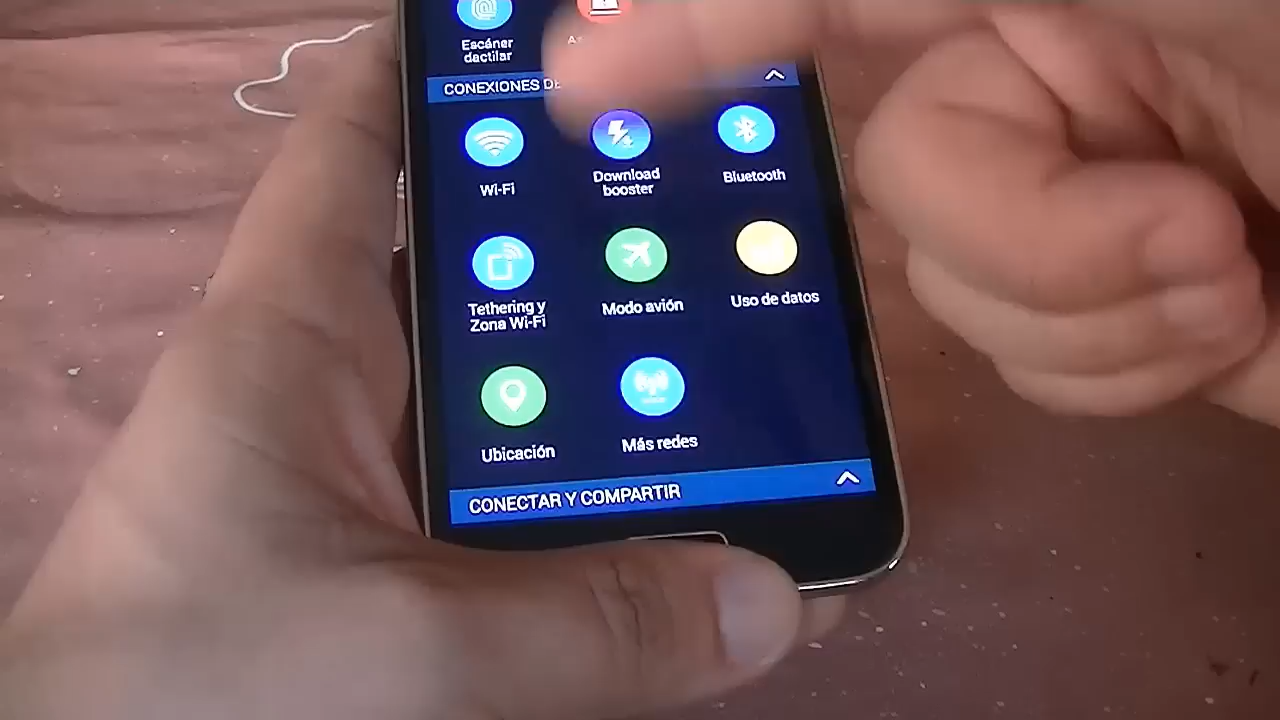 Escáner
dactilar
CONEXIONES DE
Wi-Fi
Download
booster
Bluetooth
Tethering y
Zona Wi-Fi
Modo avión
Uso de datos
Ubicación
Más redes
CONECTAR Y COMPARTIR